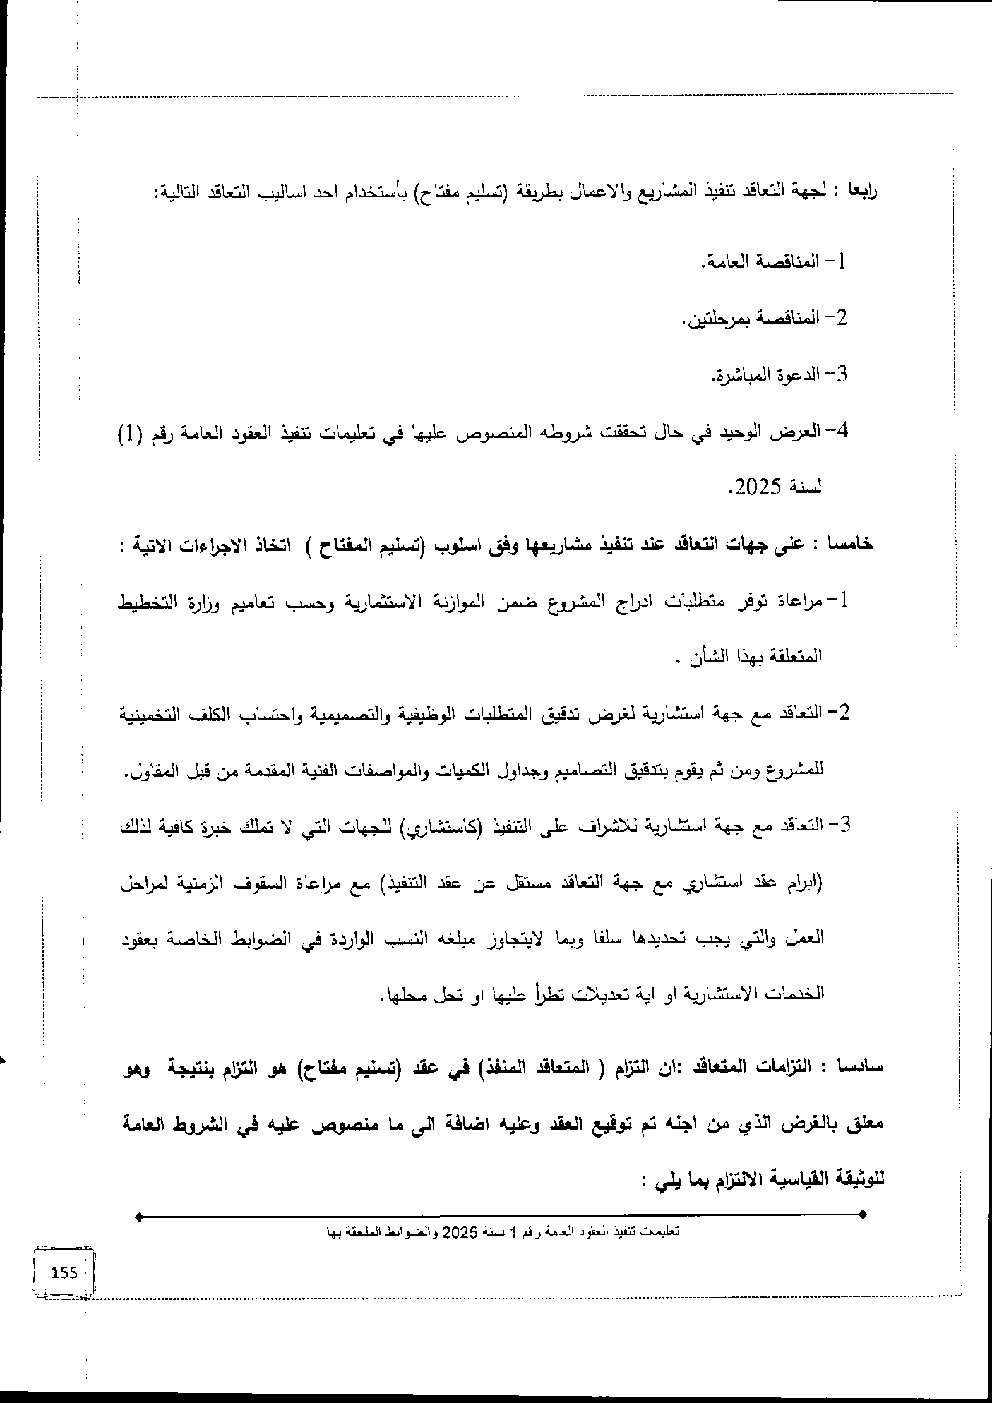 رابعا : لجهة التعاقد تنفيذ المشاريع والاعمال بطريقة (تسليم مفتاح) بأستخدام احد اساليب التعاقد التالية:
1- المناقصة العامة.
2- المناقصة بمرحلتين.
3- الدعوة المباشرة.
4- العرض الوحيد في حال تحققت شروطه المنصوص عليها في تعليمات تنفيذ العقود العامة رقم (1)
لسنة 2025.
خامسا : على جهات التعاقد عند تنفيذ مشاريعها وفق اسلوب (تسليم المفتاح ) اتخاذ الاجراءات الاتية :
1- مراعاة توفر متطلبات ادراج المشروع ضمن الموازنة الاستثمارية وحسب تعاميم وزارة التخطيط
المتعلقة بهذا الشأن .
2- التعاقد مع جهة استشارية لغرض تدقيق المتطلبات الوظيفية والتصميمية واحتساب الكلف التخمينية
للمشروع ومن ثم يقوم بتدقيق التصاميم وجداول الكميات والمواصفات الفنية المقدمة من قبل المقاول.
3- التعاقد مع جهة استشارية للاشراف على التنفيذ (كاستشاري) للجهات التي لا تملك خبرة كافية لذلك
(ابرام عقد استشاري مع جهة التعاقد مستقل عن عقد التنفيذ) مع مراعاة السقوف الزمنية لمراحل
العمل والتي يجب تحديدها سلفا وبما لايتجاوز مبلغه النسب الواردة في الضوابط الخاصة بعقود
الخدمات الاستشارية او اية تعديلات تطرأ عليها او تحل محلها.
سادسا : التزامات المتعاقد :ان التزام ( المتعاقد المنفذ) في عقد (تسليم مفتاح) هو التزام بنتيجة وهو
معلق بالغرض الذي من اجله تم توقيع العقد وعليه اضافة الى ما منصوص عليه في الشروط العامة
للوثيقة القياسية الالتزام بما يلي :
تعليمات تنفيذ العقود العامة رقم 1 لسنة 2025 والضوابط الملحقة بها
155